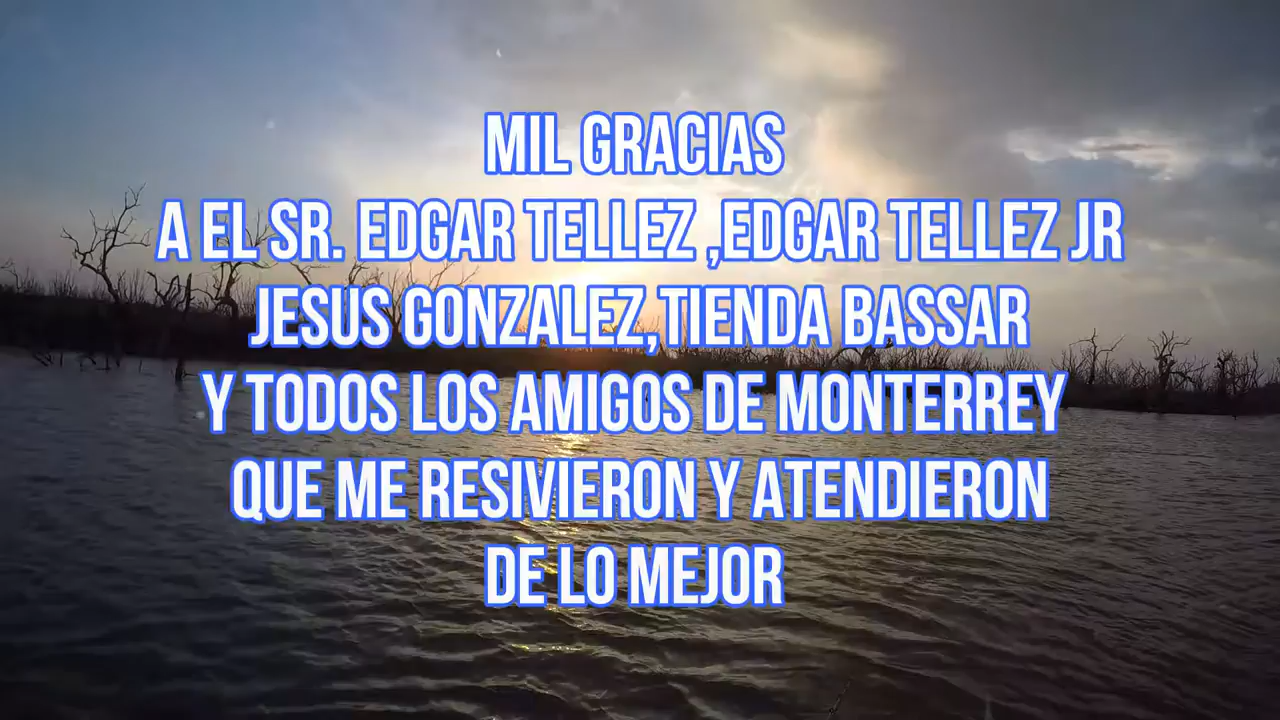 MIL GRACIAS
A EL SR. EDGAR TELLEZ ,EDGAR TELLEZ JR
JESUS GONZALEZ,TIENDA BASSAR
Y TODOS LOS AMIGOS DE MONTERREY
QUE ME RESIVIERON Y ATENDIERON
DE LO MEJOR